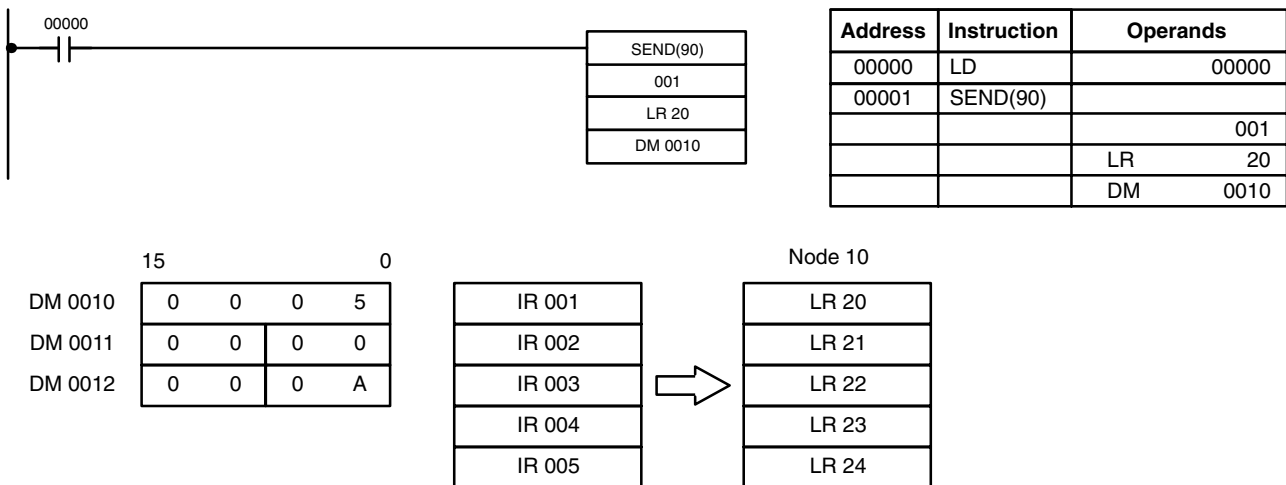 00000
SEND(90)
001
LR 20
DM 0010
Address Instruction Operands
00000 LD 00000
00001 SEND(90)
001
LR 20
DM 0010
15 0
DM 0010 0 0 0 5
DM 0011 0 0 0 0
DM 0012 0 0 0 A
IR 001
IR 002
IR 003
IR 004
IR 005
Node 10
LR 20
LR 21
LR 22
LR 23
LR 24